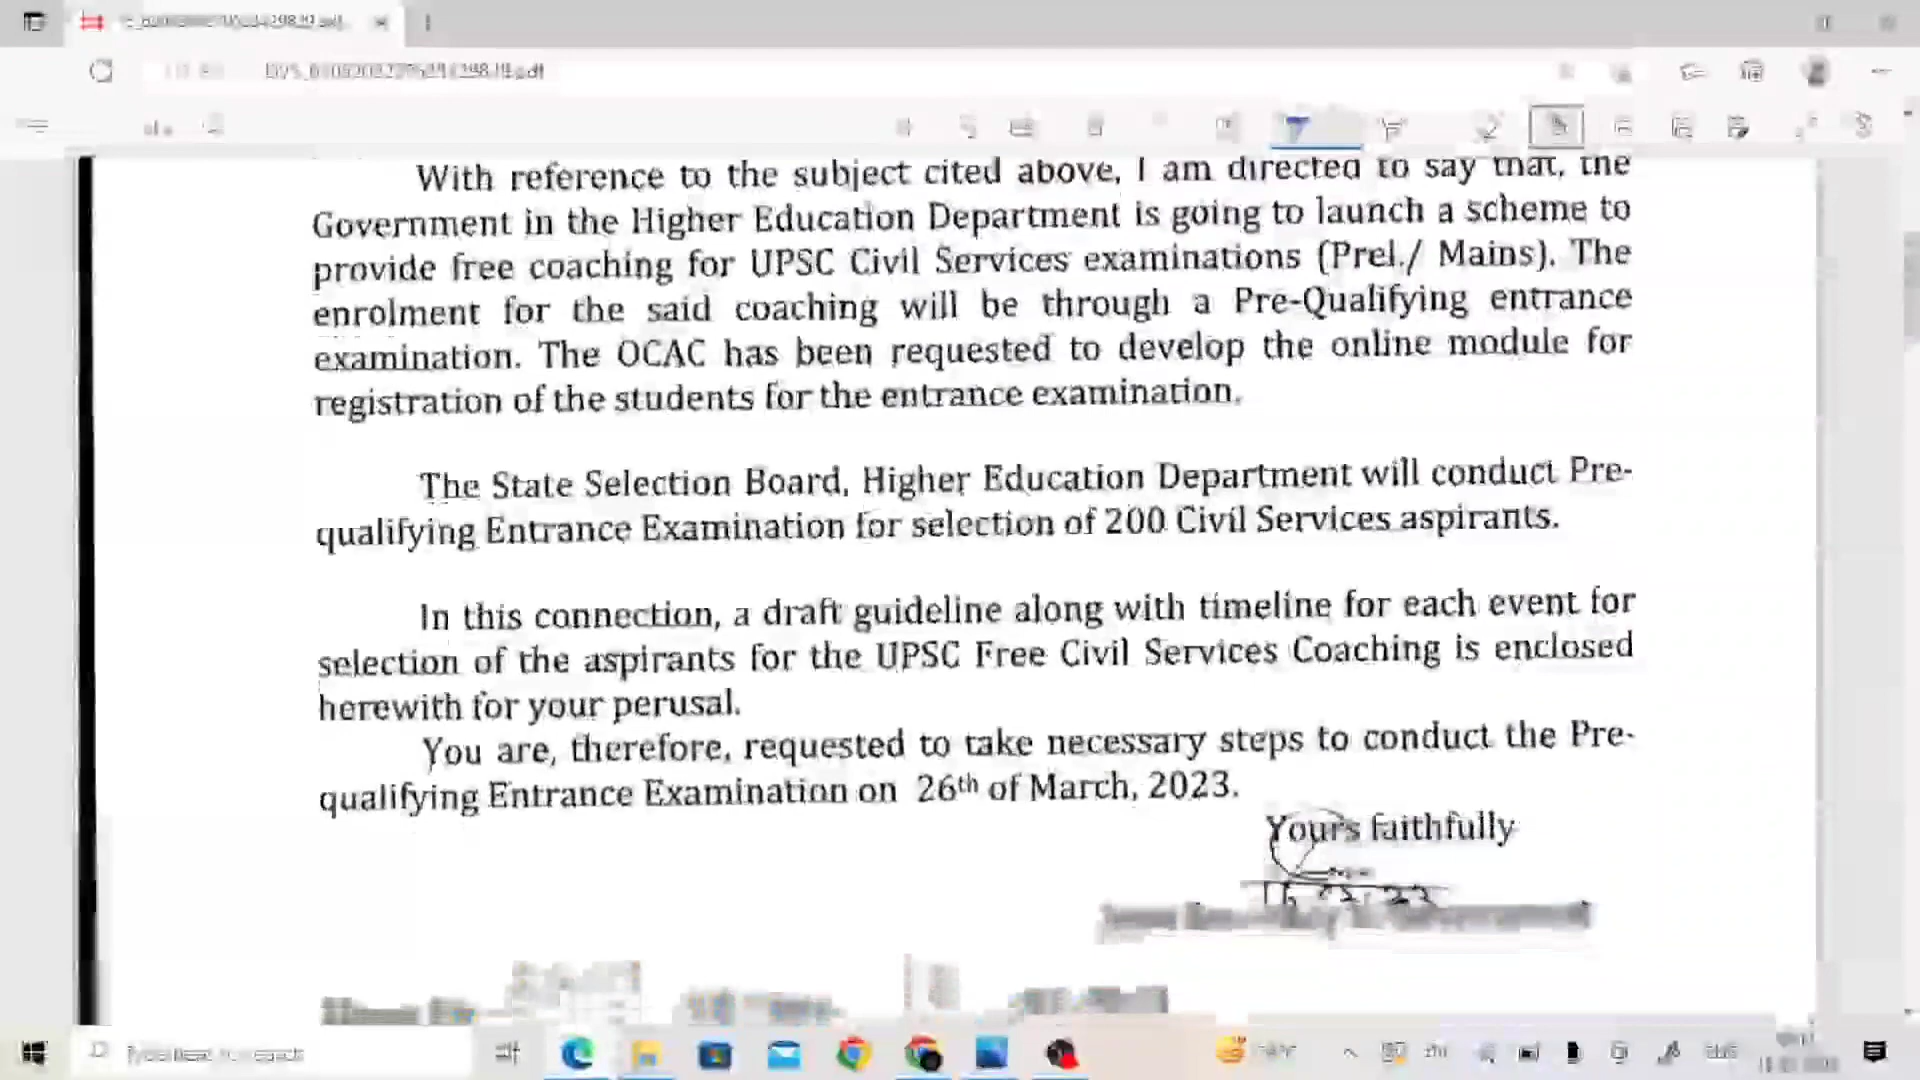 With reference to the subject cited above, I am directed to say that, the
Government in the Higher Education Department is going to launch a scheme to
provide free coaching for UPSC Civil Services examinations (Prel./ Mains). The
enrolment for the said coaching will be through a Pre-Qualifying entrance
examination. The OCAC has been requested to develop the online module for
registration of the students for the entrance examination.
The State Selection Board, Higher Education Department will conduct Pre-
qualifying Entrance Examination for selection of 200 Civil Services aspirants.
In this connection, a draft guideline along with timeline for each event for
selection of the aspirants for the UPSC Free Civil Services Coaching is enclosed
herewith for your perusal.
You are, therefore, requested to take necessary steps to conduct the Pre-
qualifying Entrance Examination on 26th of March, 2023.
Yours faithfully